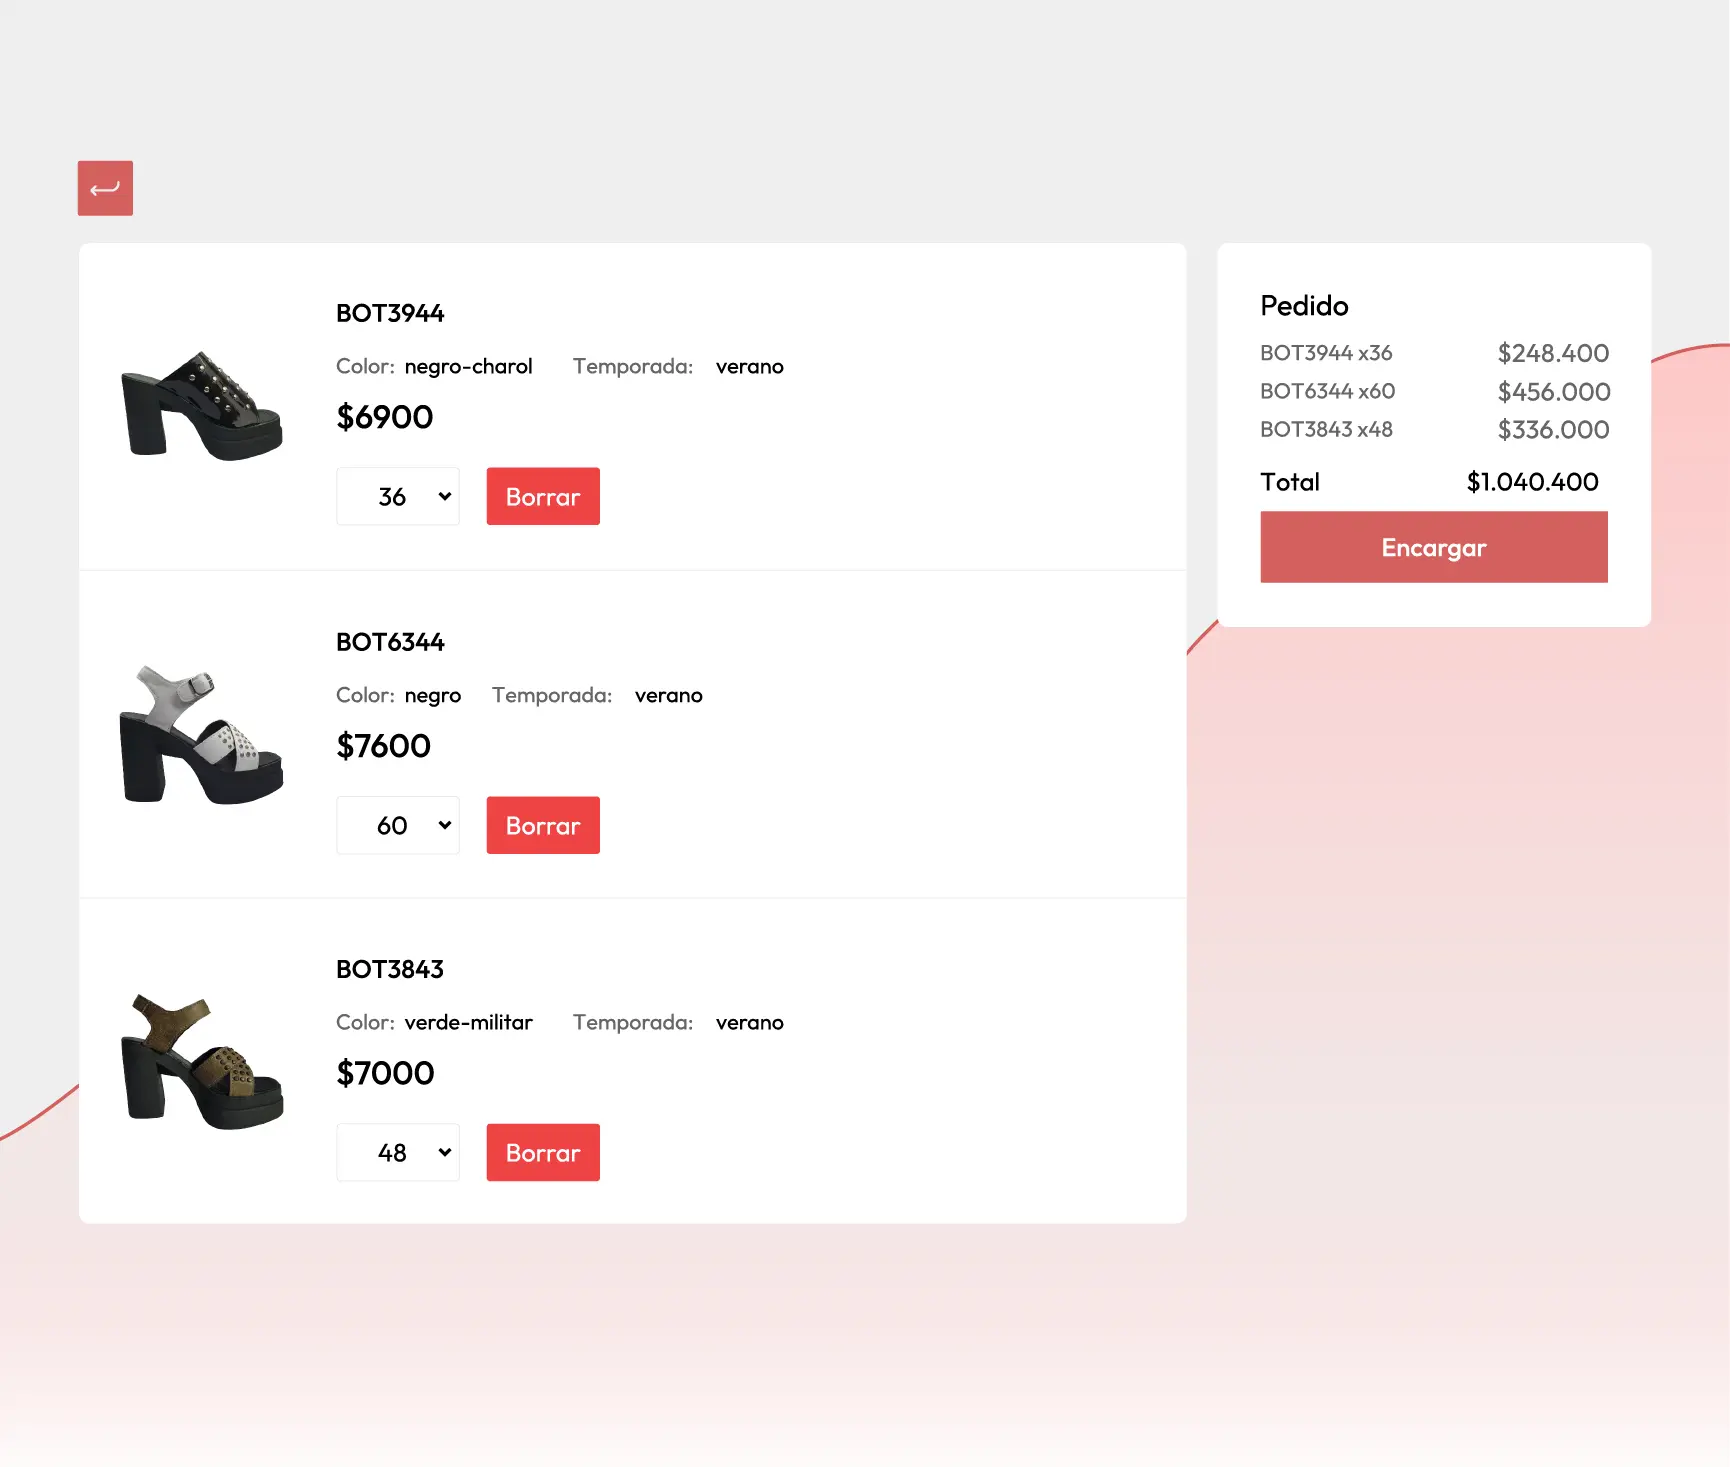 BOT3944
Color: negro-charol Temporada: verano
$6900
36 Borrar
BOT6344
Color: negro Temporada: verano
$7600
60 Borrar
BOT3843
Color: verde-militar Temporada: verano
$7000
48 Borrar
Pedido
BOT3944 x36 $248.400
BOT6344 x60 $456.000
BOT3843 x48 $336.000
Total $1.040.400
Encargar